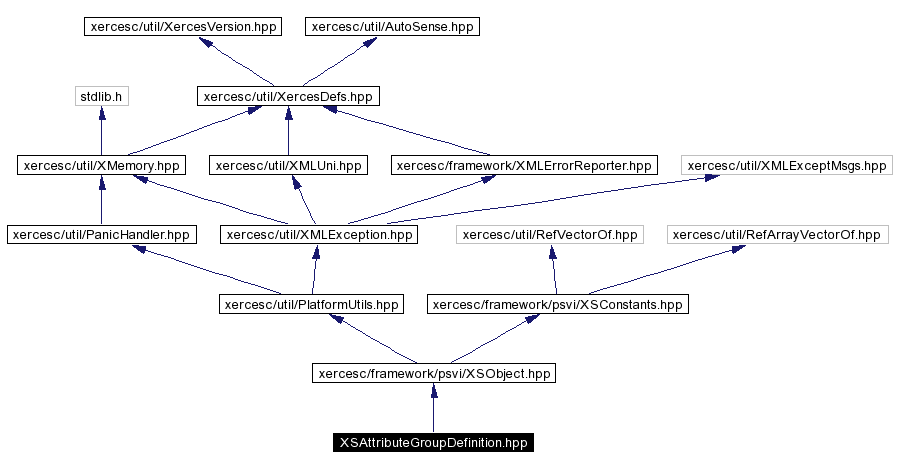 xercesc/util/XercesVersion.hpp
xercesc/util/AutoSense.hpp
stdlib.h
xercesc/util/XercesDefs.hpp
xercesc/util/XMemory.hpp
xercesc/util/XMLUni.hpp
xercesc/framework/XMLErrorReporter.hpp
xercesc/util/XMLExceptMsgs.hpp
xercesc/util/PanicHandler.hpp
xercesc/util/XMLException.hpp
xercesc/util/RefVectorOf.hpp
xercesc/util/RefArrayVectorOf.hpp
xercesc/util/PlatformUtils.hpp
xercesc/framework/psvi/XSConstants.hpp
xercesc/framework/psvi/XSObject.hpp
XSAttributeGroupDefinition.hpp